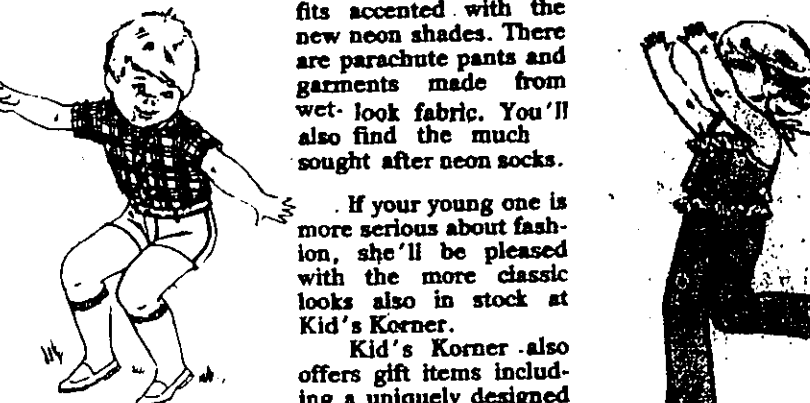 fits accented with the
new neon shades. There
are parachute pants and
garments made from
wet- look fabric. You'll
also find the much
sought after neon socks.
If your young one is
more serious about fash-
ion, she'll be pleased
with the more classic
looks also in stock at
Kid's Korner.
Kid's Korner also
offers gift items includ-
ing a uniquely designed